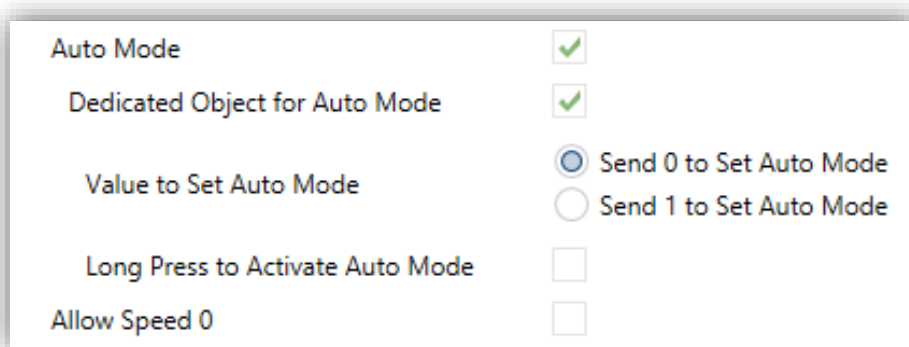 Auto Mode
Dedicated Object for Auto Mode
Value to Set Auto Mode
Send 0 to Set Auto Mode
Send 1 to Set Auto Mode
Long Press to Activate Auto Mode
Allow Speed 0